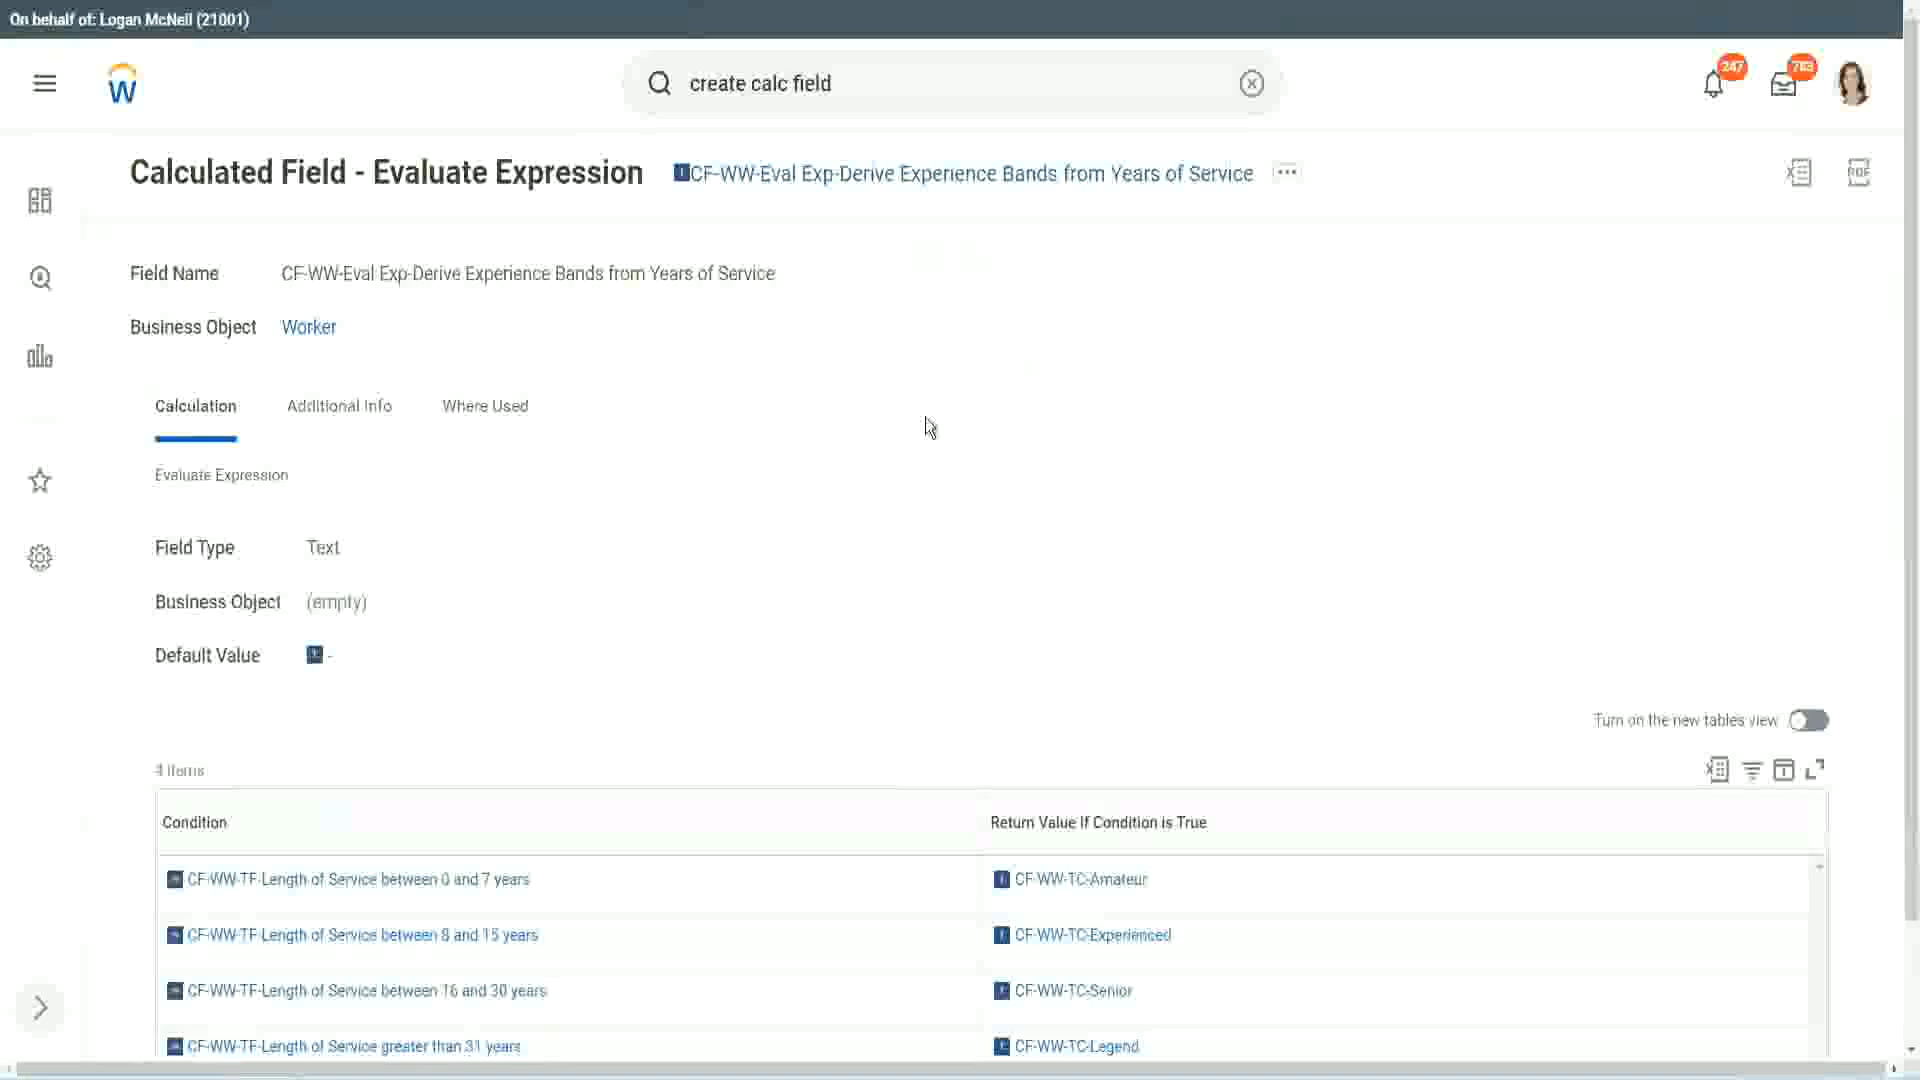 On behalf of: Logan McNeil (21001)
create calc field
247
783
Calculated Field - Evaluate Expression
CF-WW-Eval Exp-Derive Experience Bands from Years of Service
PDF
Field Name CF-WW-Eval Exp-Derive Experience Bands from Years of Service
Business Object Worker
Calculation Additional Info Where Used
Evaluate Expression
Field Type Text
Business Object (empty)
Default Value -
Turn on the new tables view
4 items
Condition Return Value If Condition is True
CF-WW-TF-Length of Service between 0 and 7 years CF-WW-TC-Amateur
CF-WW-TF-Length of Service between 8 and 15 years CF-WW-TC-Experienced
CF-WW-TF-Length of Service between 16 and 30 years CF-WW-TC-Senior
CF-WW-TF-Length of Service greater than 31 years CF-WW-TC-Legend